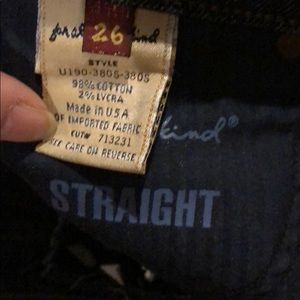 26
STYLE
U190-380S-380S
98% COTTON
2% LYCRA
Made in U.S.A
OF IMPORTED FABRIC
CUT# 713231
CARE ON REVERSE
kind®
STRAIGHT